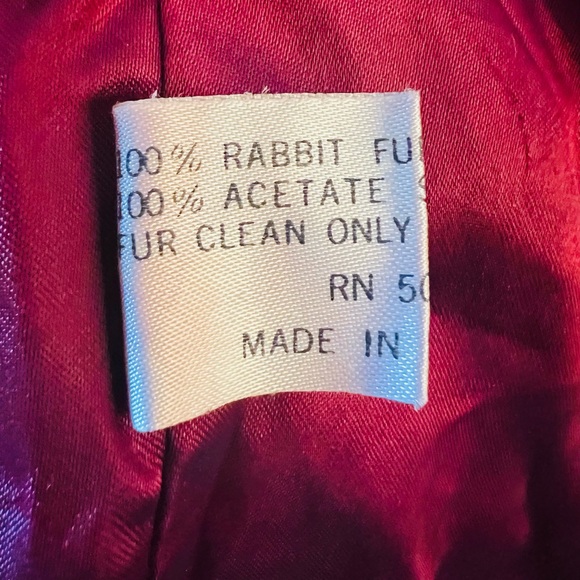 100% RABBIT FU
100% ACETATE S
FUR CLEAN ONLY
RN 50
MADE IN